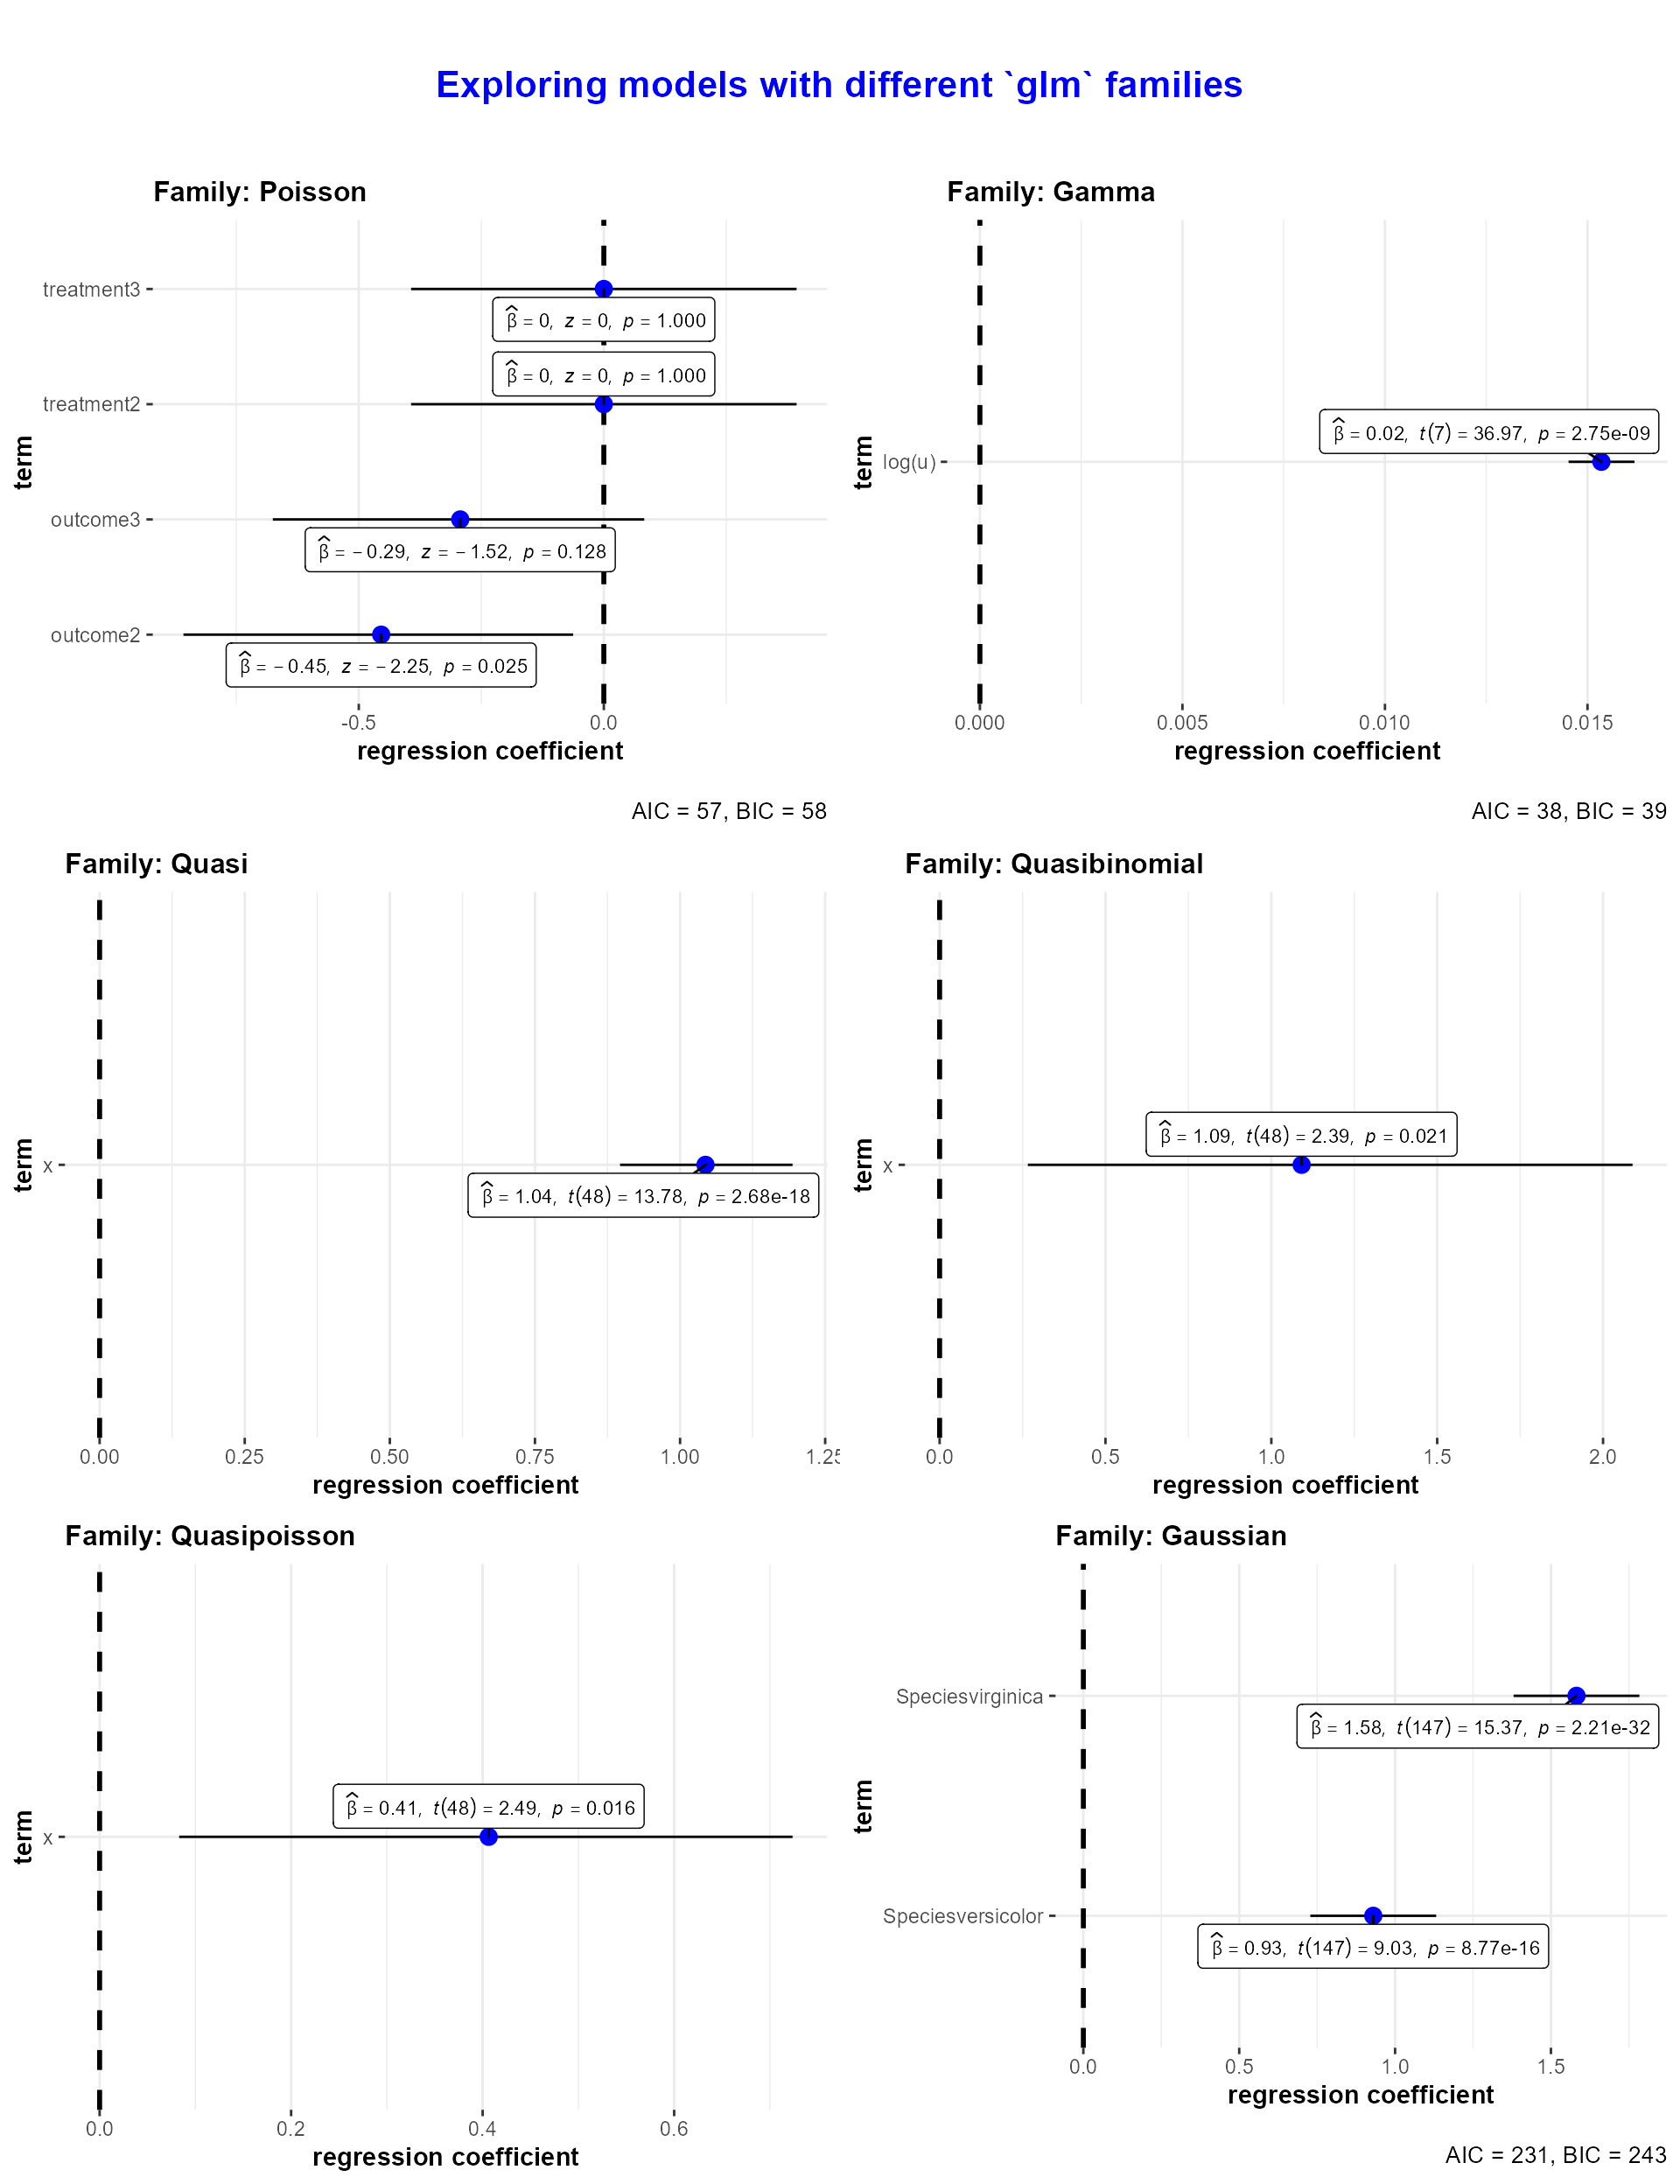 Exploring models with different `glm` families
Family: Poisson
term
treatment3
treatment2
outcome3
outcome2
β̂ = 0, z = 0, p = 1.000
β̂ = 0, z = 0, p = 1.000
β̂ = −0.29, z = −1.52, p = 0.128
β̂ = −0.45, z = −2.25, p = 0.025
-0.5 0.0
regression coefficient
AIC = 57, BIC = 58
Family: Gamma
term
log(u)
β̂ = 0.02, t(7) = 36.97, p = 2.75e-09
0.000 0.005 0.010 0.015
regression coefficient
AIC = 38, BIC = 39
Family: Quasi
term
x
β̂ = 1.04, t(48) = 13.78, p = 2.68e-18
0.00 0.25 0.50 0.75 1.00 1.25
regression coefficient
Family: Quasibinomial
term
x
β̂ = 1.09, t(48) = 2.39, p = 0.021
0.0 0.5 1.0 1.5 2.0
regression coefficient
Family: Quasipoisson
term
x
β̂ = 0.41, t(48) = 2.49, p = 0.016
0.0 0.2 0.4 0.6
regression coefficient
Family: Gaussian
term
Speciesvirginica
Speciesversicolor
β̂ = 1.58, t(147) = 15.37, p = 2.21e-32
β̂ = 0.93, t(147) = 9.03, p = 8.77e-16
0.0 0.5 1.0 1.5
regression coefficient
AIC = 231, BIC = 243